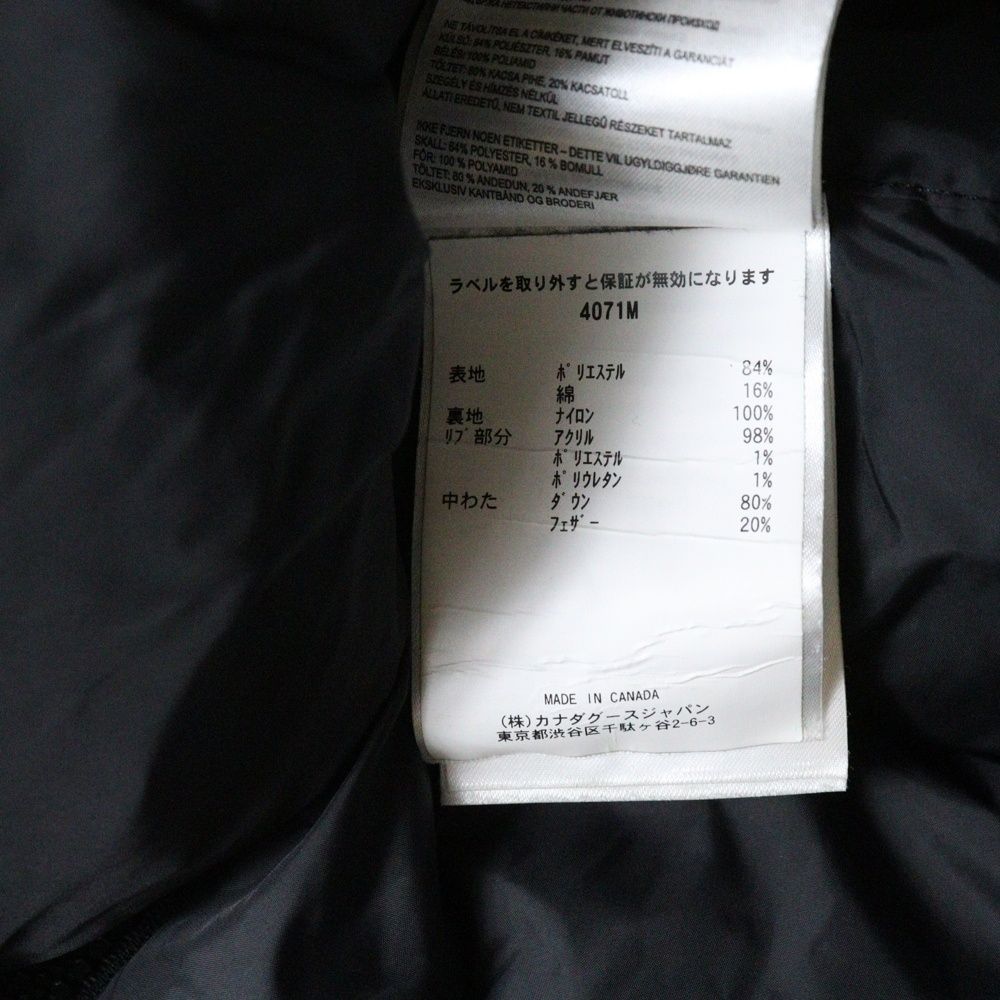 НЕТЕКСТИЛНИ ЧАСТИ ОТ ЖИВОТИНСКИ ПРОИЗХОД
NE TÁVOLÍTSA EL A CÍMKÉKET, MERT ELVESZÍTI A GARANCIÁT
KÜLSŐ: 84% POLIÉSZTER, 16% PAMUT
BÉLÉS: 100% POLIAMID
TÖLTET: 80% KACSA PIHE, 20% KACSATOLL
SZEGÉLY ÉS HÍMZÉS NÉLKÜL
ÁLLATI EREDETŰ, NEM TEXTIL JELLEGŰ RÉSZEKET TARTALMAZ
IKKE FJERN NOEN ETIKETTER – DETTE VIL UGYLDIGGJØRE GARANTIEN
SKALL: 84% POLYESTER, 16 % BOMULL
FÔR: 100 % POLYAMID
TÖLTET: 80 % ANDEDUN, 20 % ANDEFJÆR
EKSKLUSIV KANTBÅND OG BRODERI
ラベルを取り外すと保証が無効になります
4071M
表地 ポリエステル 84%
綿 16%
裏地 ナイロン 100%
リブ部分 アクリル 98%
ポリエステル 1%
ポリウレタン 1%
中わた ダウン 80%
フェザー 20%
MADE IN CANADA
(株)カナダグースジャパン
東京都渋谷区千駄ヶ谷2-6-3